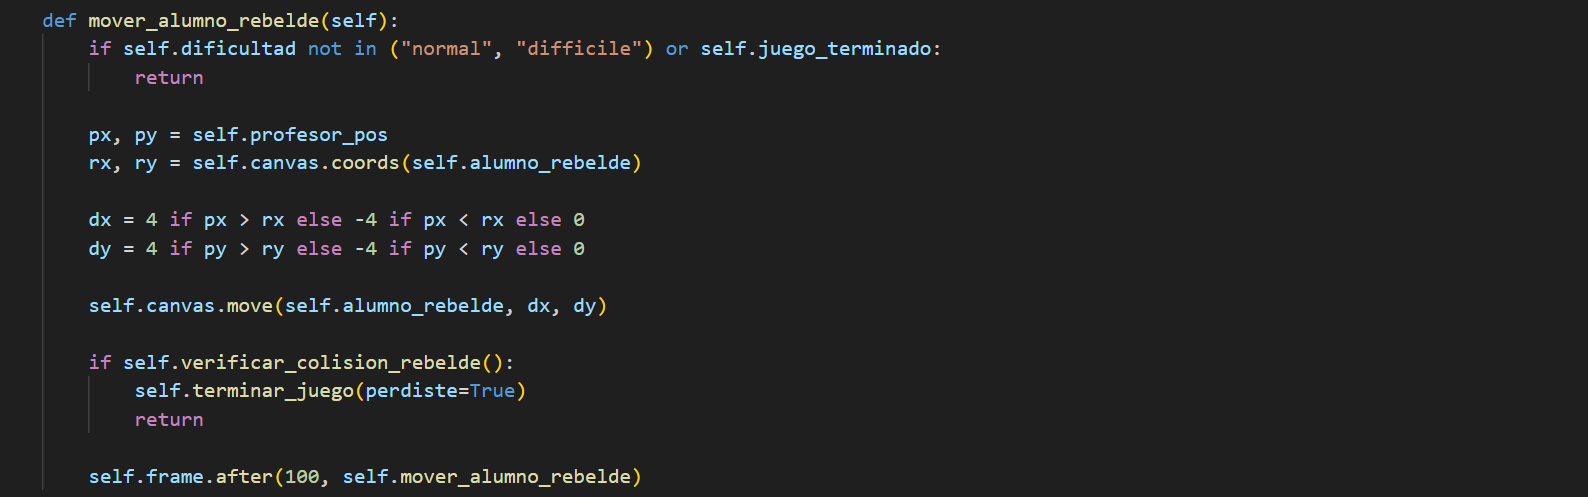 def mover_alumno_rebelde(self):
if self.dificultad not in ("normal", "difficile") or self.juego_terminado:
return
px, py = self.profesor_pos
rx, ry = self.canvas.coords(self.alumno_rebelde)
dx = 4 if px > rx else -4 if px < rx else 0
dy = 4 if py > ry else -4 if py < ry else 0
self.canvas.move(self.alumno_rebelde, dx, dy)
if self.verificar_colision_rebelde():
self.terminar_juego(perdiste=True)
return
self.frame.after(100, self.mover_alumno_rebelde)